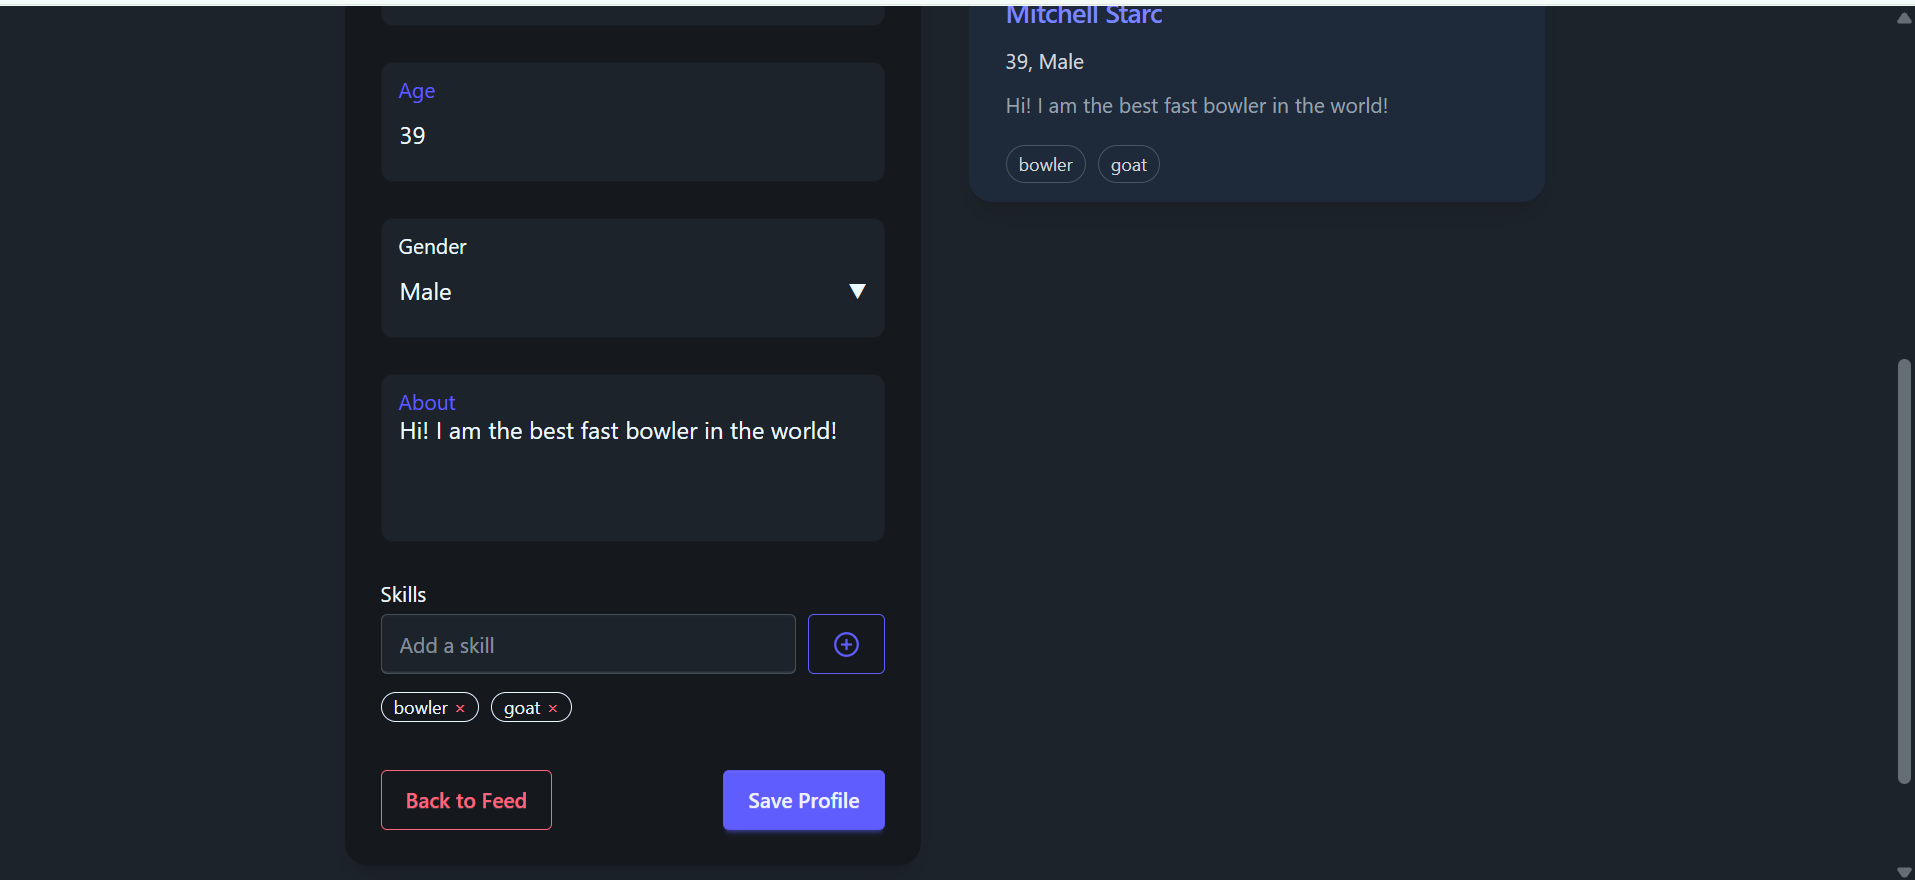 Age
39
Gender
Male
About
Hi! I am the best fast bowler in the world!
Skills
Add a skill
bowler ×
goat ×
Back to Feed
Save Profile
Mitchell Starc
39, Male
Hi! I am the best fast bowler in the world!
bowler
goat